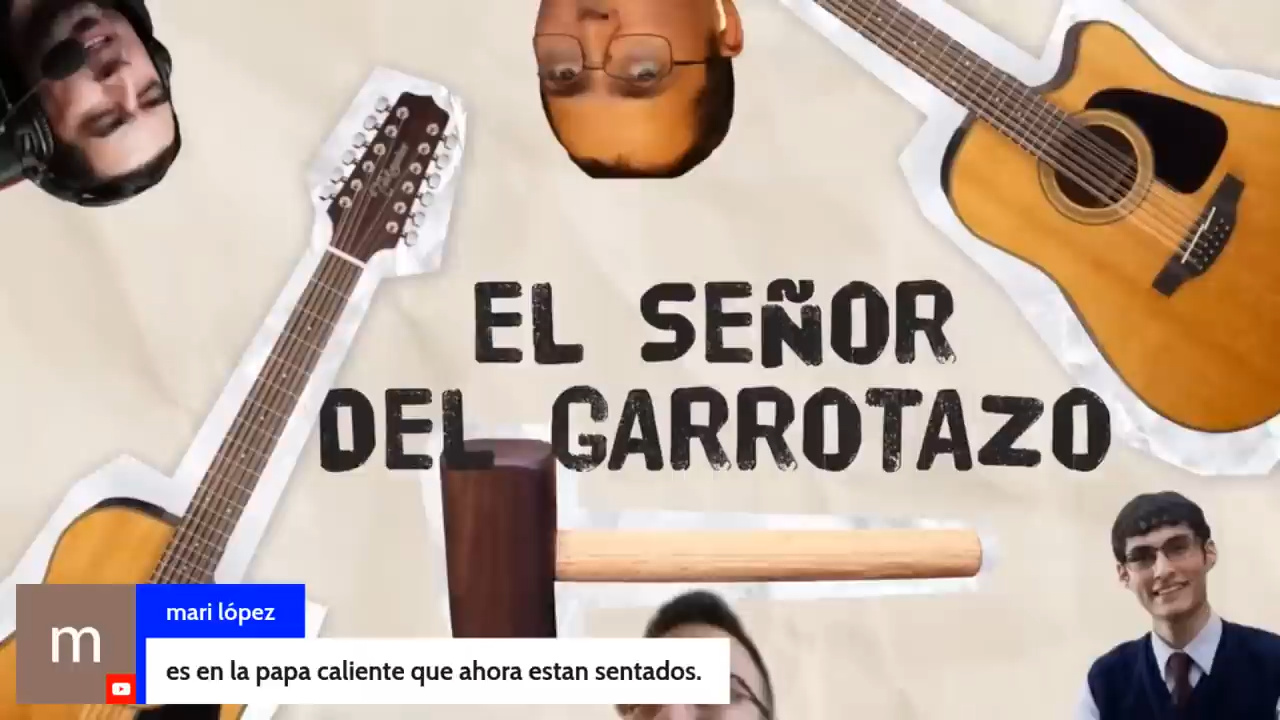 EL SEÑOR
DEL GARROTAZO
mari lópez
m
es en la papa caliente que ahora estan sentados.